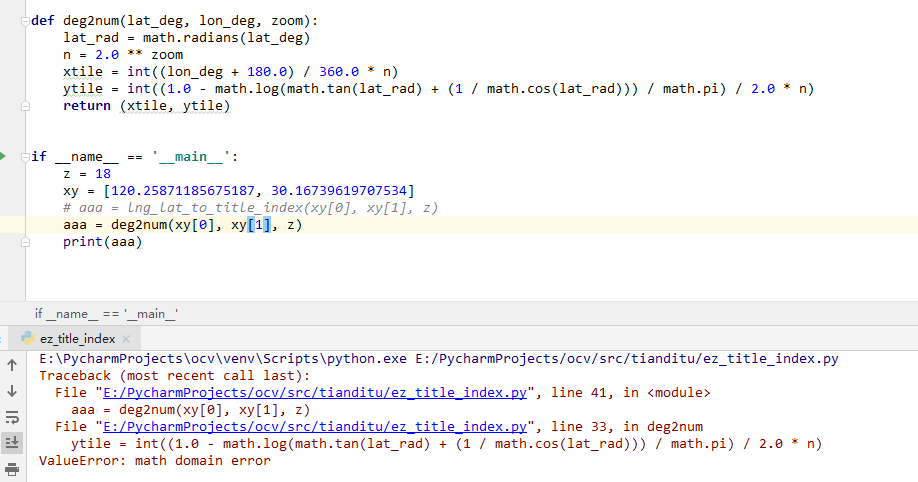 def deg2num(lat_deg, lon_deg, zoom):
    lat_rad = math.radians(lat_deg)
    n = 2.0 ** zoom
    xtile = int((lon_deg + 180.0) / 360.0 * n)
    ytile = int((1.0 - math.log(math.tan(lat_rad) + (1 / math.cos(lat_rad))) / math.pi) / 2.0 * n)
    return (xtile, ytile)
if __name__ == '__main__':
    z = 18
    xy = [120.25871185675187, 30.16739619707534]
    # aaa = lng_lat_to_title_index(xy[0], xy[1], z)
    aaa = deg2num(xy[0], xy[1], z)
    print(aaa)
if __name__ == '__main__'
ez_title_index ×
E:\PycharmProjects\ocv\venv\Scripts\python.exe E:/PycharmProjects/ocv/src/tianditu/ez_title_index.py
Traceback (most recent call last):
  File "E:/PycharmProjects/ocv/src/tianditu/ez_title_index.py", line 41, in <module>
    aaa = deg2num(xy[0], xy[1], z)
  File "E:/PycharmProjects/ocv/src/tianditu/ez_title_index.py", line 33, in deg2num
    ytile = int((1.0 - math.log(math.tan(lat_rad) + (1 / math.cos(lat_rad))) / math.pi) / 2.0 * n)
ValueError: math domain error